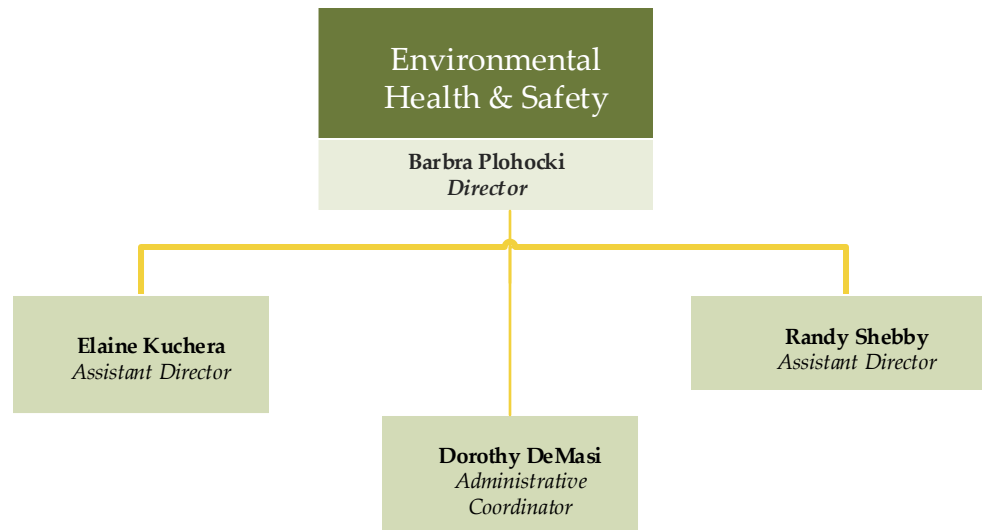 Environmental
Health & Safety
Barbra Plohocki
Director
Elaine Kuchera
Assistant Director
Randy Shebby
Assistant Director
Dorothy DeMasi
Administrative
Coordinator